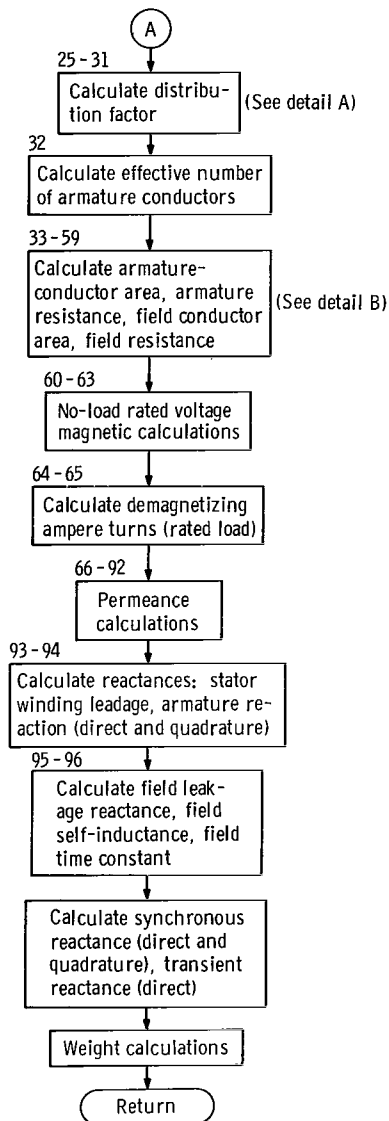 A
25-31
Calculate distribu-
tion factor
(See detail A)
32
Calculate effective number
of armature conductors
33-59
Calculate armature-
conductor area, armature
resistance, field conductor
area, field resistance
(See detail B)
60-63
No-load rated voltage
magnetic calculations
64-65
Calculate demagnetizing
ampere turns (rated load)
66-92
Permeance
calculations
93-94
Calculate reactances: stator
winding leadage, armature re-
action (direct and quadrature)
95-96
Calculate field leak-
age reactance, field
self-inductance, field
time constant
Calculate synchronous
reactance (direct and
quadrature), transient
reactance (direct)
Weight calculations
Return